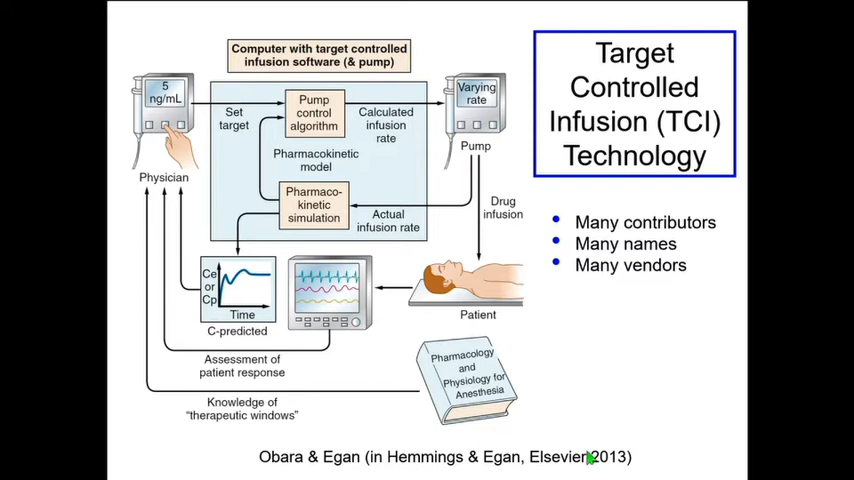 Computer with target controlled
infusion software (& pump)
Target
Controlled
Infusion (TCI)
Technology
5
ng/mL
Set
target
Pump
control
algorithm
Calculated
infusion
rate
Varying
rate
Pump
Physician
Pharmacokinetic
model
Pharmaco-
kinetic
simulation
Actual
infusion rate
Drug
infusion
• Many contributors
• Many names
• Many vendors
Ce
or
Cp
Time
C-predicted
Patient
Assessment of
patient response
Knowledge of
“therapeutic windows”
Pharmacology
and
Physiology for
Anesthesia
Obara & Egan (in Hemmings & Egan, Elsevier 2013)